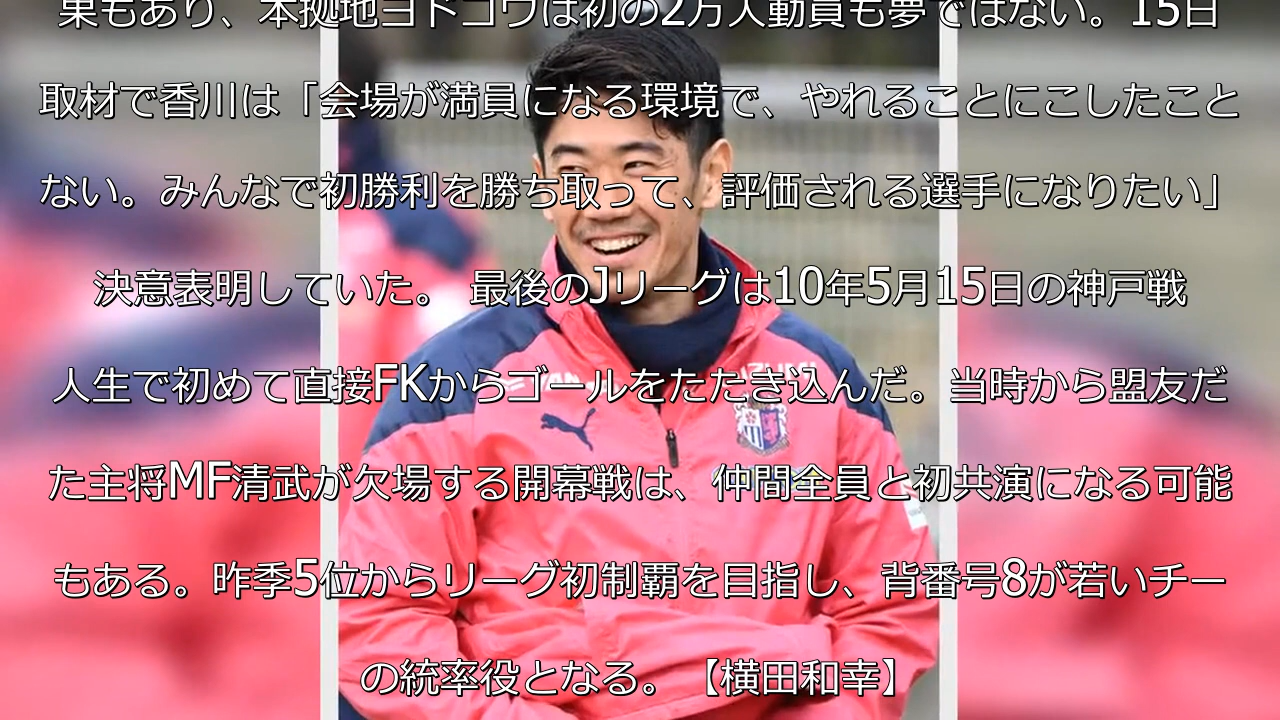 果もあり、本拠地ヨドコウは初の2万人動員も夢ではない。15日
取材で香川は「会場が満員になる環境で、やれることにこしたこと
ない。みんなで初勝利を勝ち取って、評価される選手になりたい」
決意表明していた。 最後のJリーグは10年5月15日の神戸戦
人生で初めて直接FKからゴールをたたき込んだ。当時から盟友だ
た主将MF清武が欠場する開幕戦は、仲間全員と初共演になる可能
もある。昨季5位からリーグ初制覇を目指し、背番号8が若いチー
の統率役となる。【横田和幸】